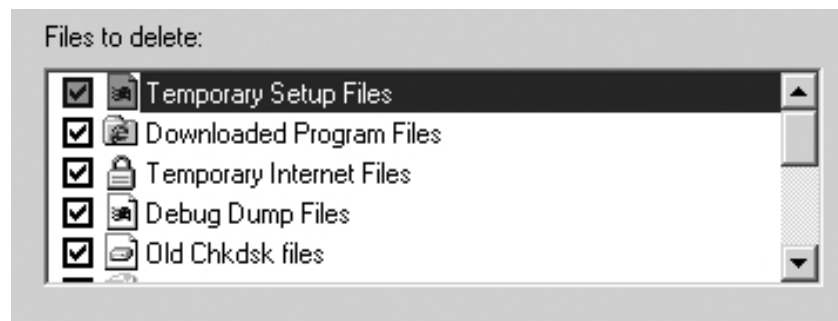 Files to delete:
Temporary Setup Files
Downloaded Program Files
Temporary Internet Files
Debug Dump Files
Old Chkdsk files